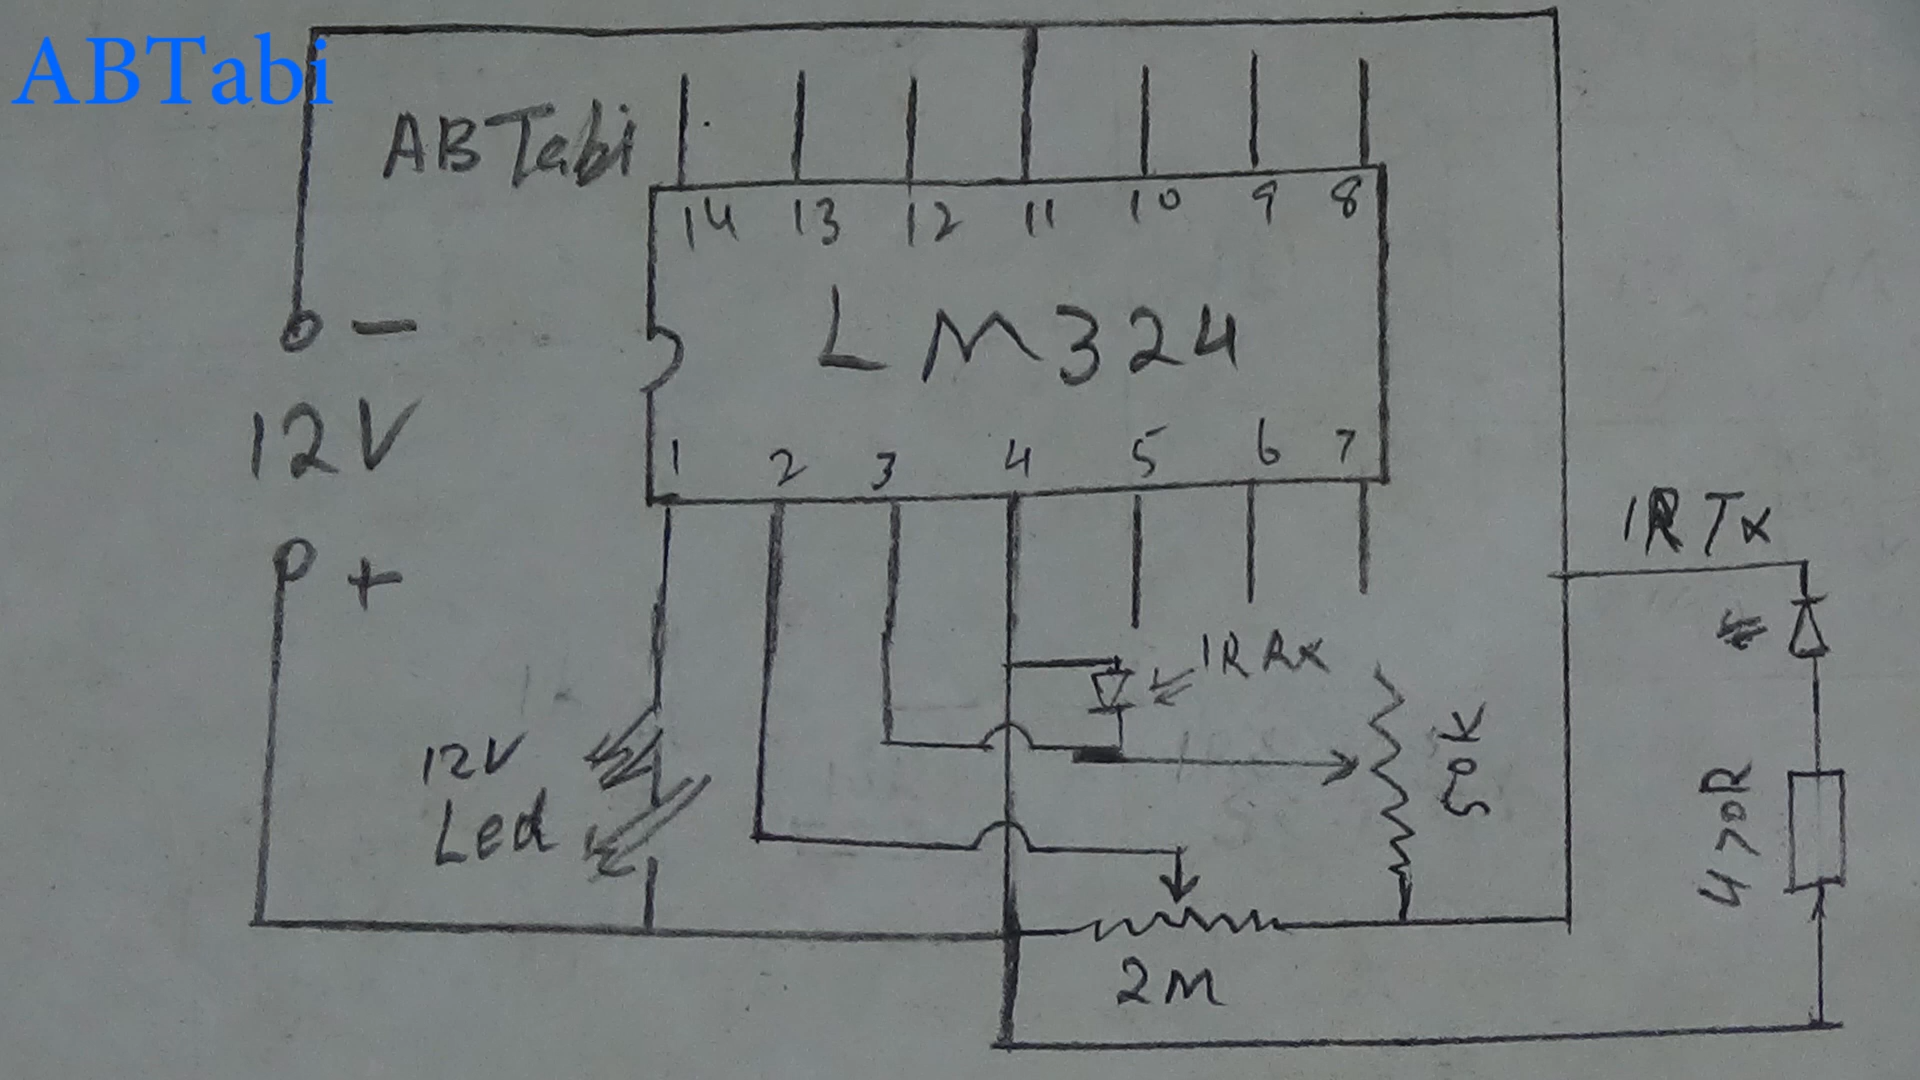 ABTabi
ABTabi
14 13 12 11 10 9 8
LM324
1 2 3 4 5 6 7
-
12V
+
IR Tx
IR Rx
50K
12V
Led
470R
2M